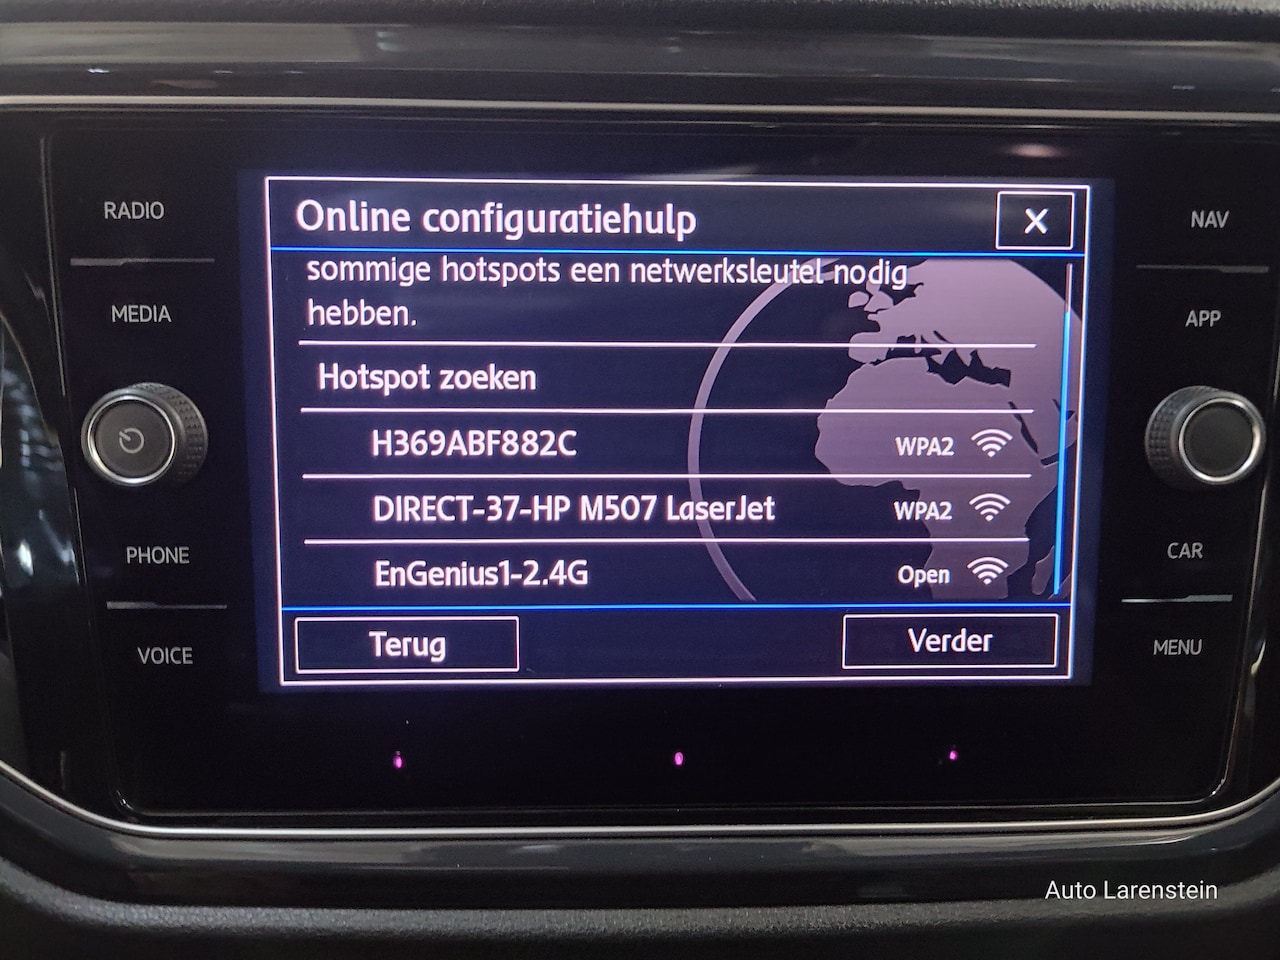 RADIO
MEDIA
PHONE
VOICE
Online configuratiehulp
X
sommige hotspots een netwerksleutel nodig
hebben.
Hotspot zoeken
H369ABF882C WPA2
DIRECT-37-HP M507 LaserJet WPA2
EnGenius1-2.4G Open
Terug
Verder
NAV
APP
CAR
MENU
Auto Larenstein